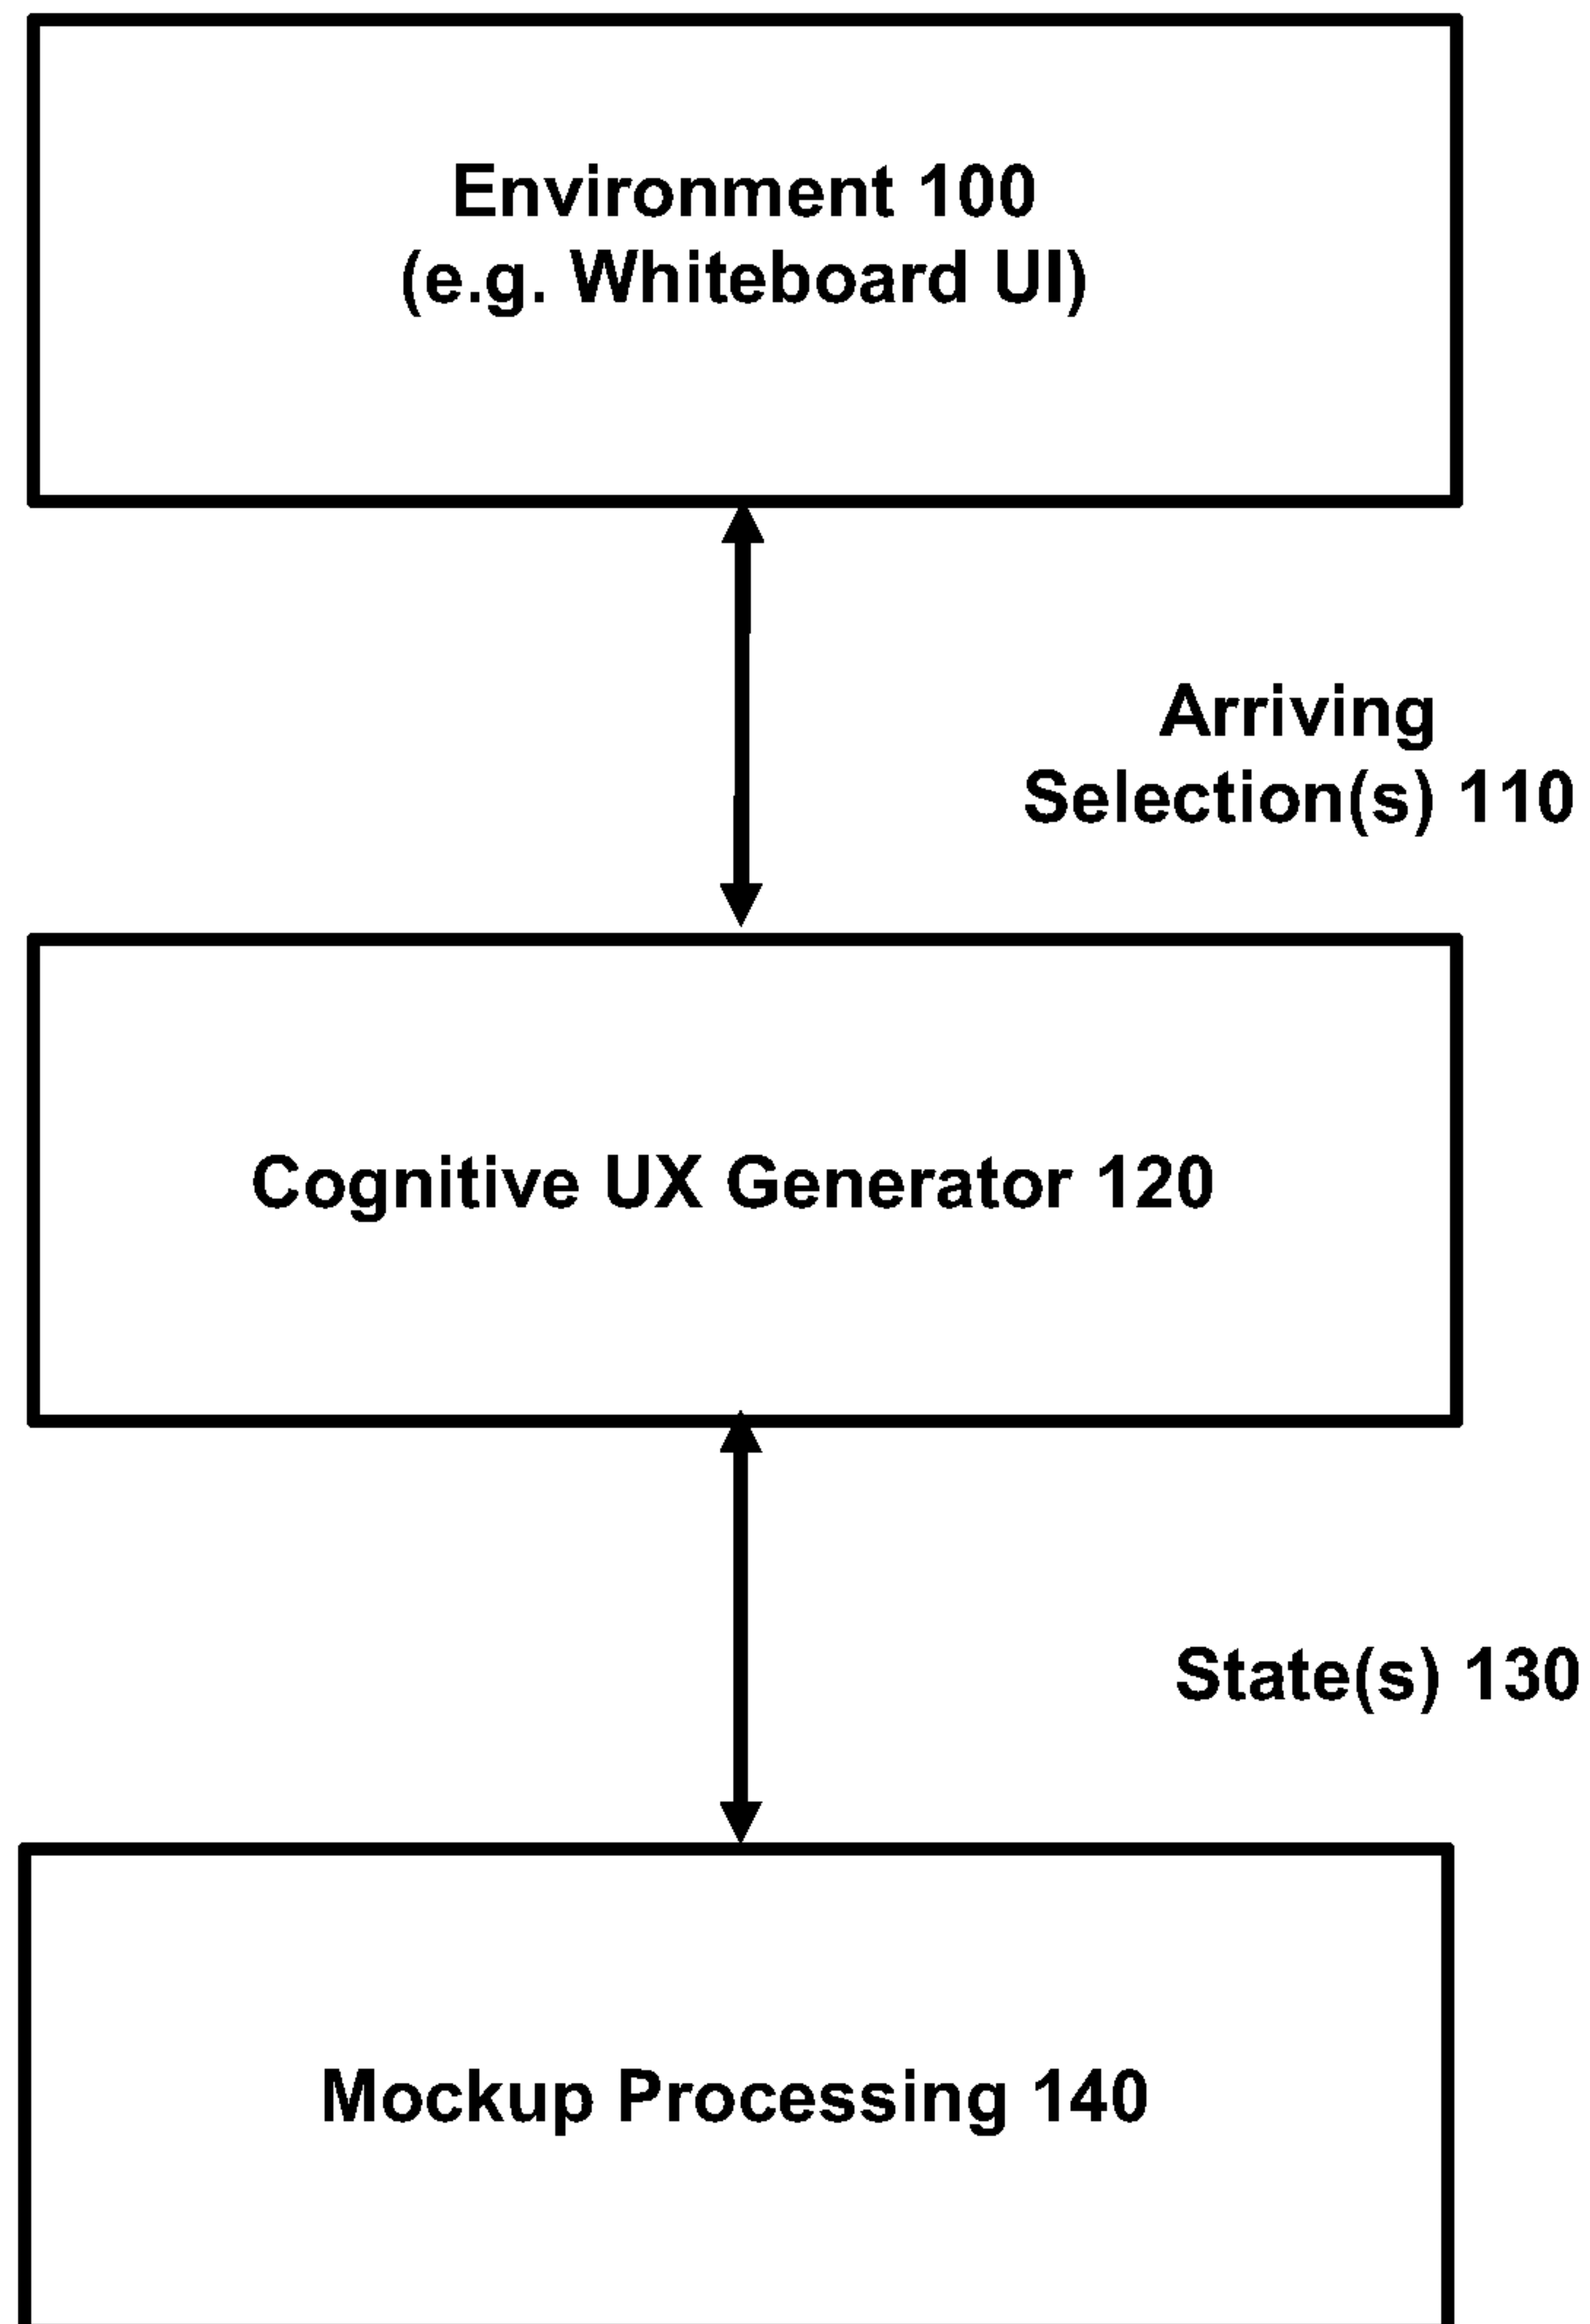 Environment 100
(e.g. Whiteboard UI)
Arriving
Selection(s) 110
Cognitive UX Generator 120
State(s) 130
Mockup Processing 140